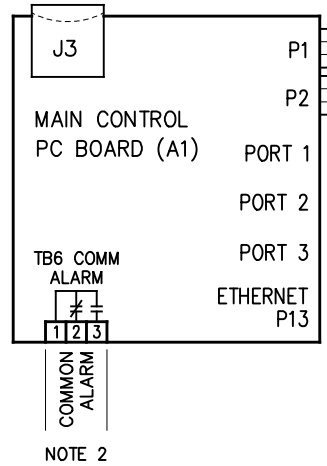 J3
P1
P2
MAIN CONTROL
PC BOARD (A1)
PORT 1
PORT 2
PORT 3
TB6 COMM
ALARM
ETHERNET
P13
1 2 3
COMMON
ALARM
NOTE 2